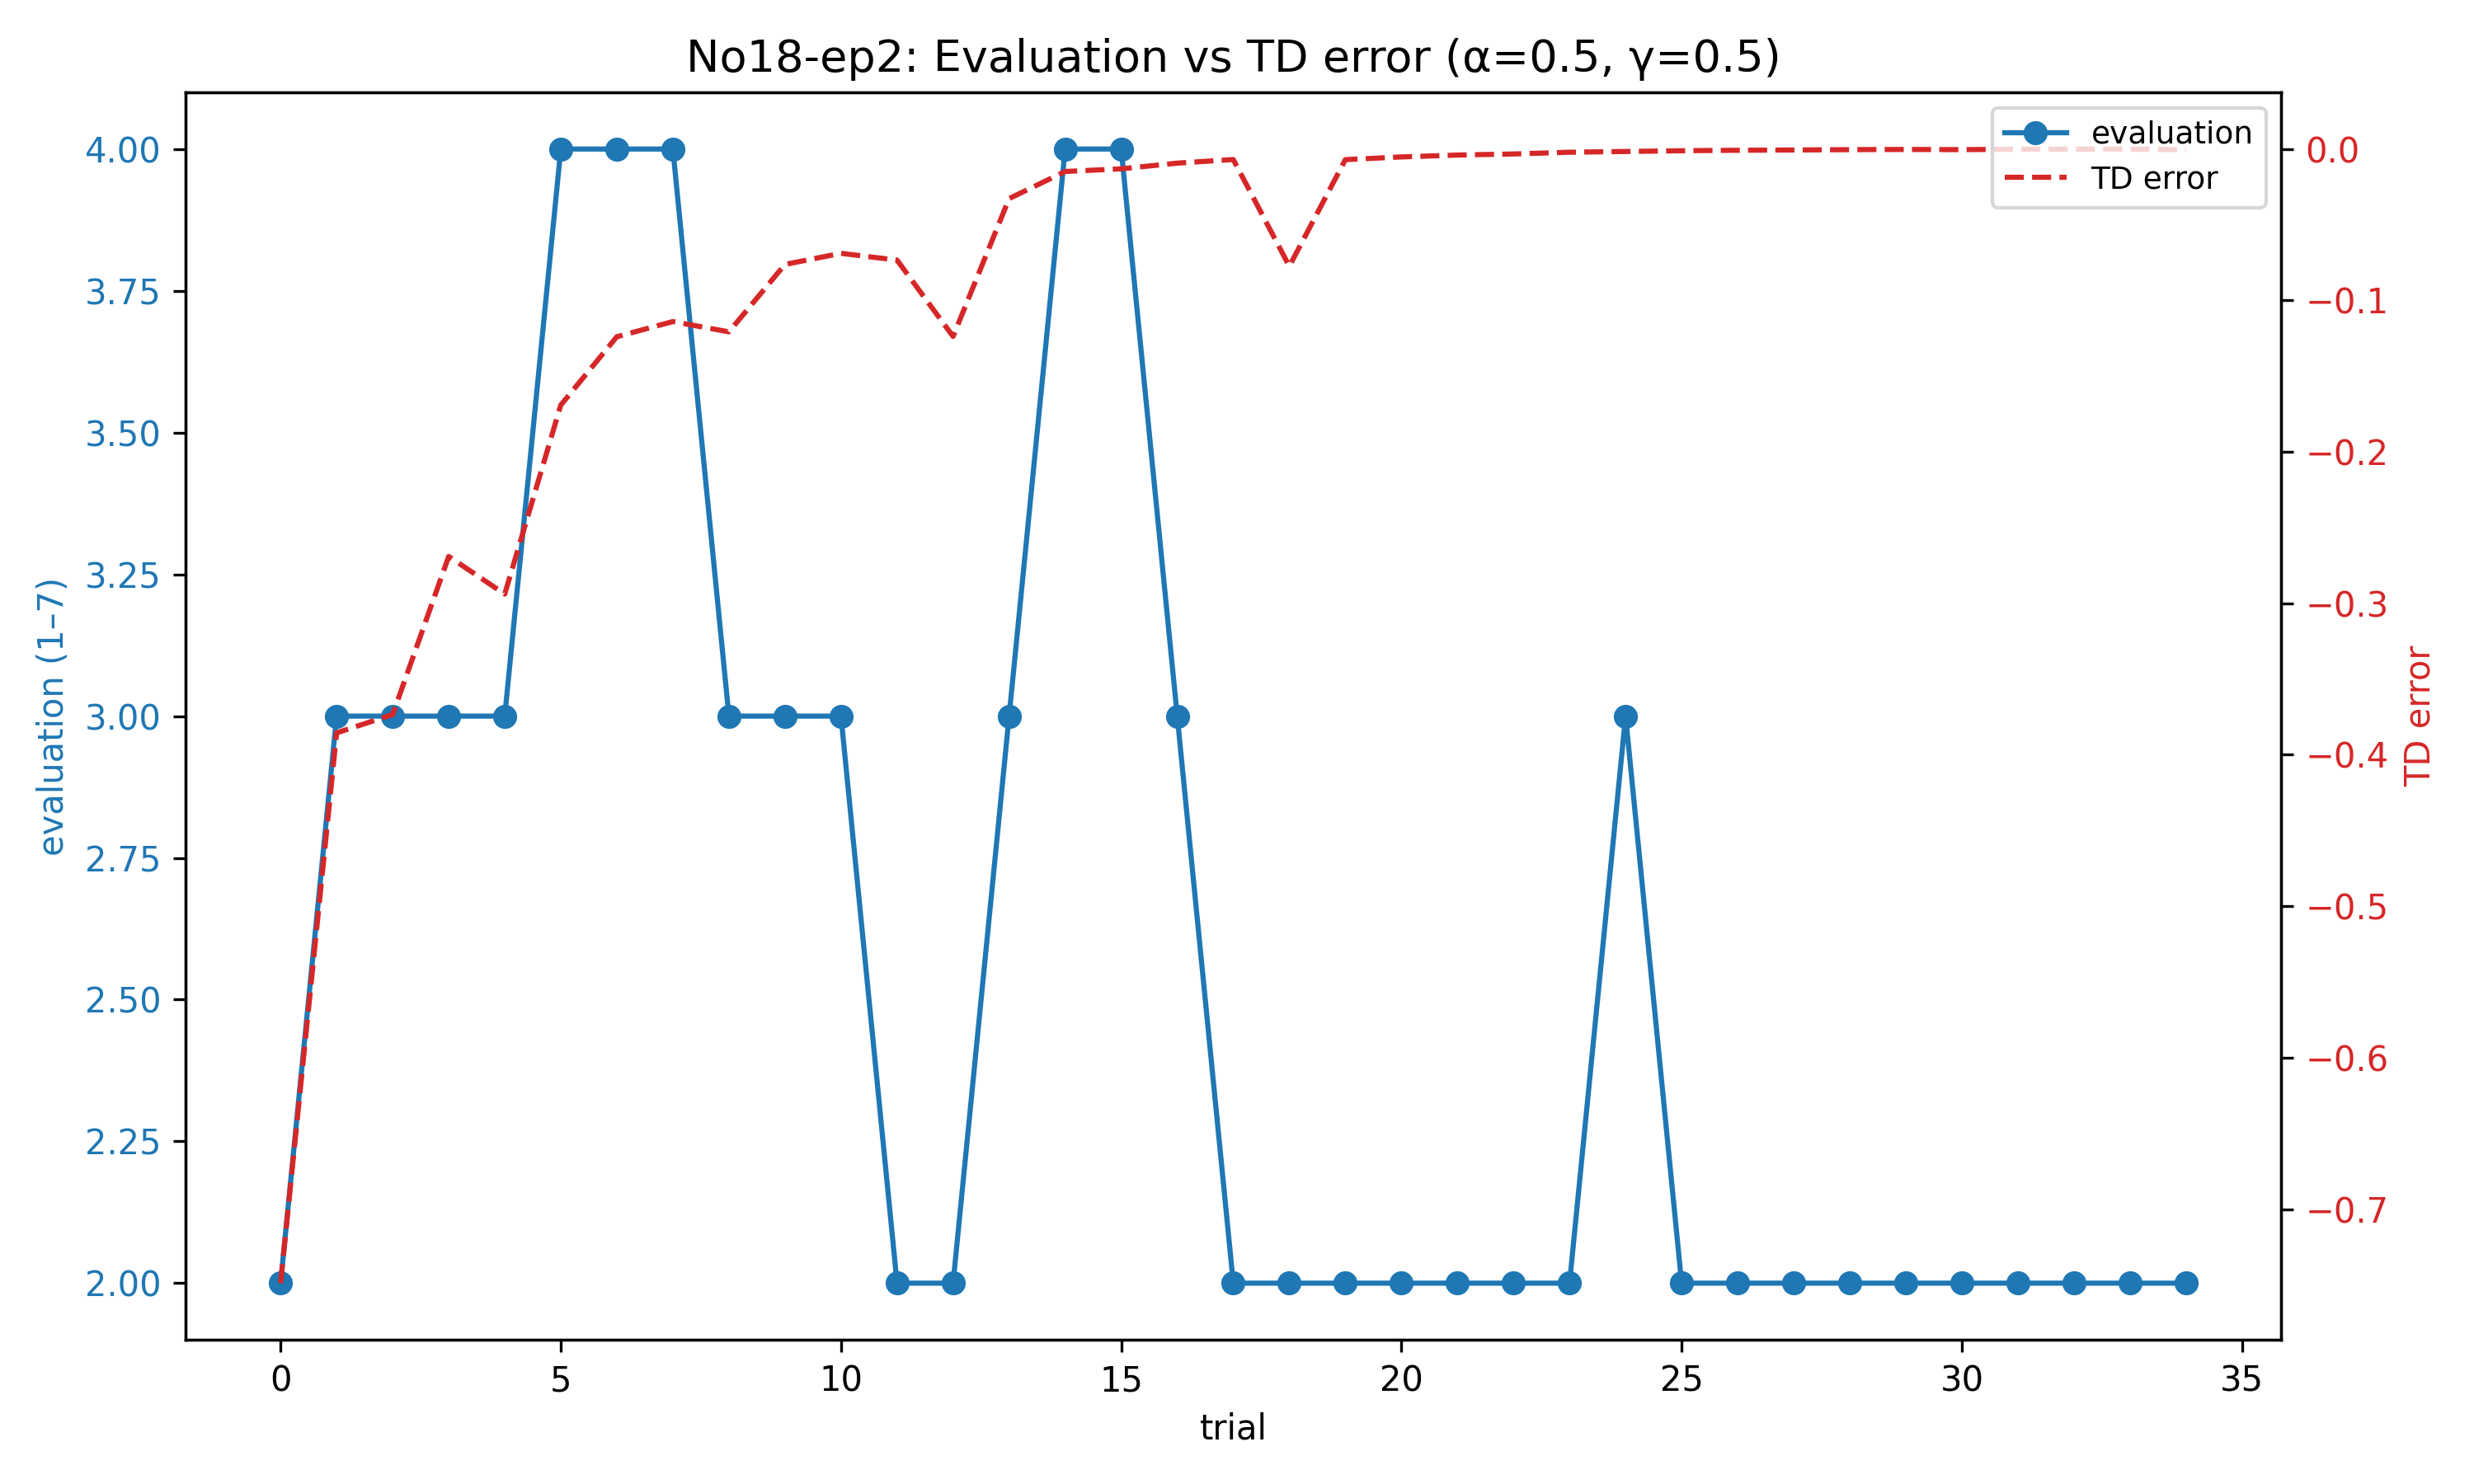 No18-ep2: Evaluation vs TD error (α=0.5, γ=0.5)
evaluation
TD error
4.00
3.75
3.50
3.25
3.00
2.75
2.50
2.25
2.00
evaluation (1–7)
0.0
−0.1
−0.2
−0.3
−0.4
−0.5
−0.6
−0.7
TD error
0 5 10 15 20 25 30 35
trial